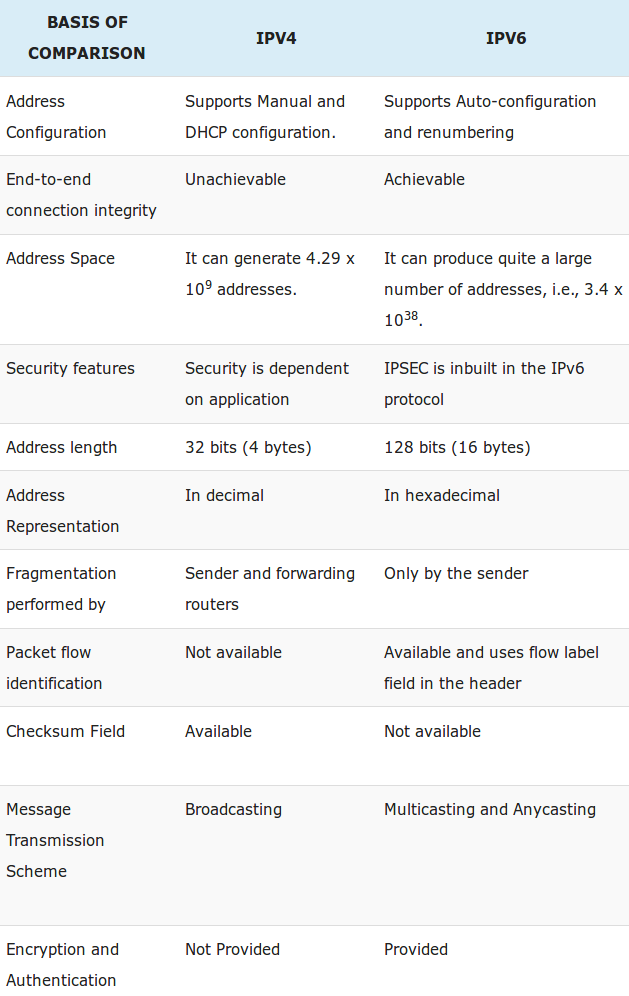 BASIS OF
COMPARISON
IPV4
IPV6
Address
Configuration
Supports Manual and
DHCP configuration.
Supports Auto-configuration
and renumbering
End-to-end
connection integrity
Unachievable
Achievable
Address Space
It can generate 4.29 x
10⁹ addresses.
It can produce quite a large
number of addresses, i.e., 3.4 x
10³⁸.
Security features
Security is dependent
on application
IPSEC is inbuilt in the IPv6
protocol
Address length
32 bits (4 bytes)
128 bits (16 bytes)
Address
Representation
In decimal
In hexadecimal
Fragmentation
performed by
Sender and forwarding
routers
Only by the sender
Packet flow
identification
Not available
Available and uses flow label
field in the header
Checksum Field
Available
Not available
Message
Transmission
Scheme
Broadcasting
Multicasting and Anycasting
Encryption and
Authentication
Not Provided
Provided